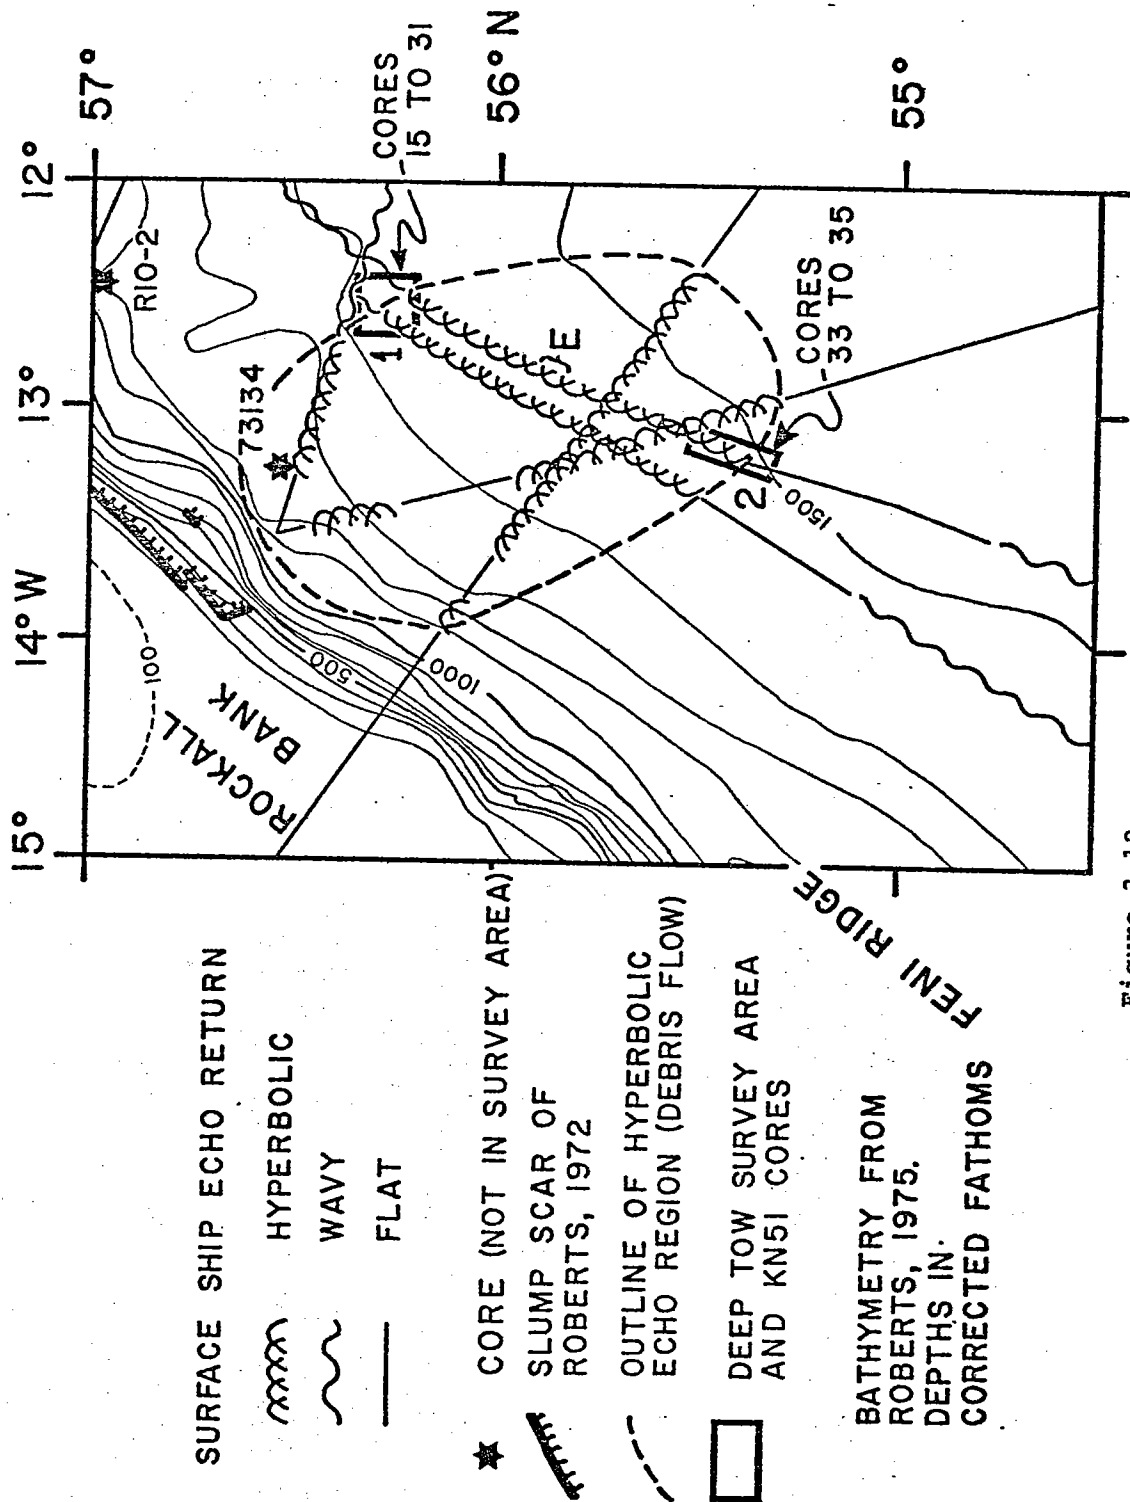 57°
56° N
55°
12°
13°
14° W
15°
R10-2
73134
CORES
15 TO 31
1
E
CORES
33 TO 35
2
1500
1000
500
100
ROCKALL
BANK
FENI RIDGE
SURFACE SHIP ECHO RETURN
HYPERBOLIC
WAVY
FLAT
CORE (NOT IN SURVEY AREA)
SLUMP SCAR OF
ROBERTS, 1972
OUTLINE OF HYPERBOLIC
ECHO REGION (DEBRIS FLOW)
DEEP TOW SURVEY AREA
AND KN51 CORES
BATHYMETRY FROM
ROBERTS, 1975.
DEPTHS IN
CORRECTED FATHOMS